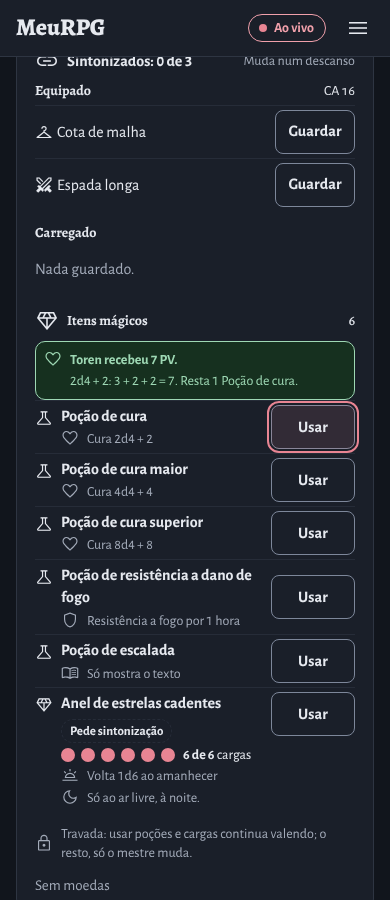 MeuRPG
Ao vivo
Sintonizados: 0 de 3
Muda num descanso
Equipado
CA 16
Cota de malha
Guardar
Espada longa
Guardar
Carregado
Nada guardado.
Itens mágicos
6
Toren recebeu 7 PV.
2d4 + 2: 3 + 2 + 2 = 7. Resta 1 Poção de cura.
Poção de cura
Cura 2d4 + 2
Usar
Poção de cura maior
Cura 4d4 + 4
Usar
Poção de cura superior
Cura 8d4 + 8
Usar
Poção de resistência a dano de
fogo
Resistência a fogo por 1 hora
Usar
Poção de escalada
Só mostra o texto
Usar
Anel de estrelas cadentes
Usar
Pede sintonização
6 de 6 cargas
Volta 1d6 ao amanhecer
Só ao ar livre, à noite.
Travada: usar poções e cargas continua valendo; o
resto, só o mestre muda.
Sem moedas